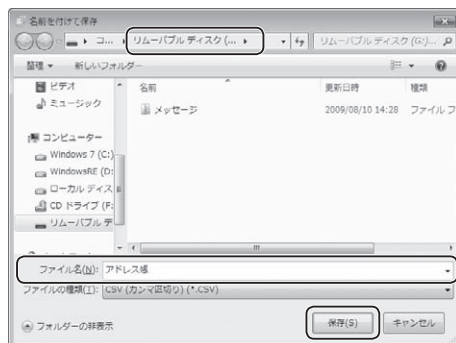 名前を付けて保存
コ... リムーバブル ディスク (...
リムーバブル ディスク (G:)...
整理 新しいフォルダー
ビデオ
ミュージック
コンピューター
Windows 7 (C:)
WindowsRE (D:
ローカル ディス
CD ドライブ (F:
リムーバブル デ
名前 更新日時 種類
メッセージ 2009/08/10 14:28 ファイル フ
ファイル名(N): アドレス帳
ファイルの種類(T): CSV (カンマ区切り) (*.CSV)
フォルダーの非表示 保存(S) キャンセル